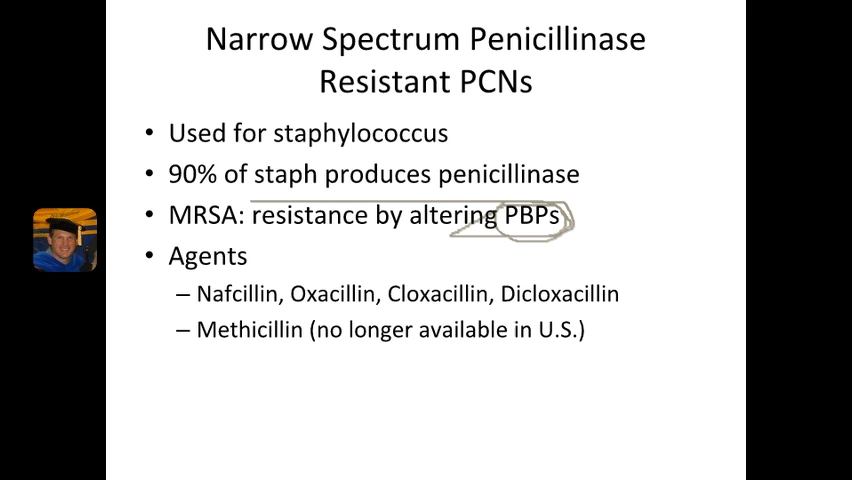 Narrow Spectrum Penicillinase
Resistant PCNs
• Used for staphylococcus
• 90% of staph produces penicillinase
• MRSA: resistance by altering PBPs
• Agents
– Nafcillin, Oxacillin, Cloxacillin, Dicloxacillin
– Methicillin (no longer available in U.S.)